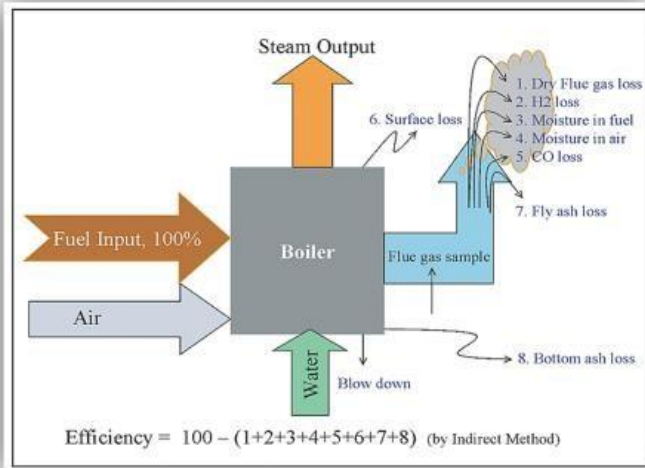 Steam Output
1. Dry Flue gas loss
2. H2 loss
3. Moisture in fuel
4. Moisture in air
5. CO loss
6. Surface loss
7. Fly ash loss
Fuel Input, 100%
Boiler
Flue gas sample
Air
Water
Blow down
8. Bottom ash loss
Efficiency = 100 – (1+2+3+4+5+6+7+8) (by Indirect Method)